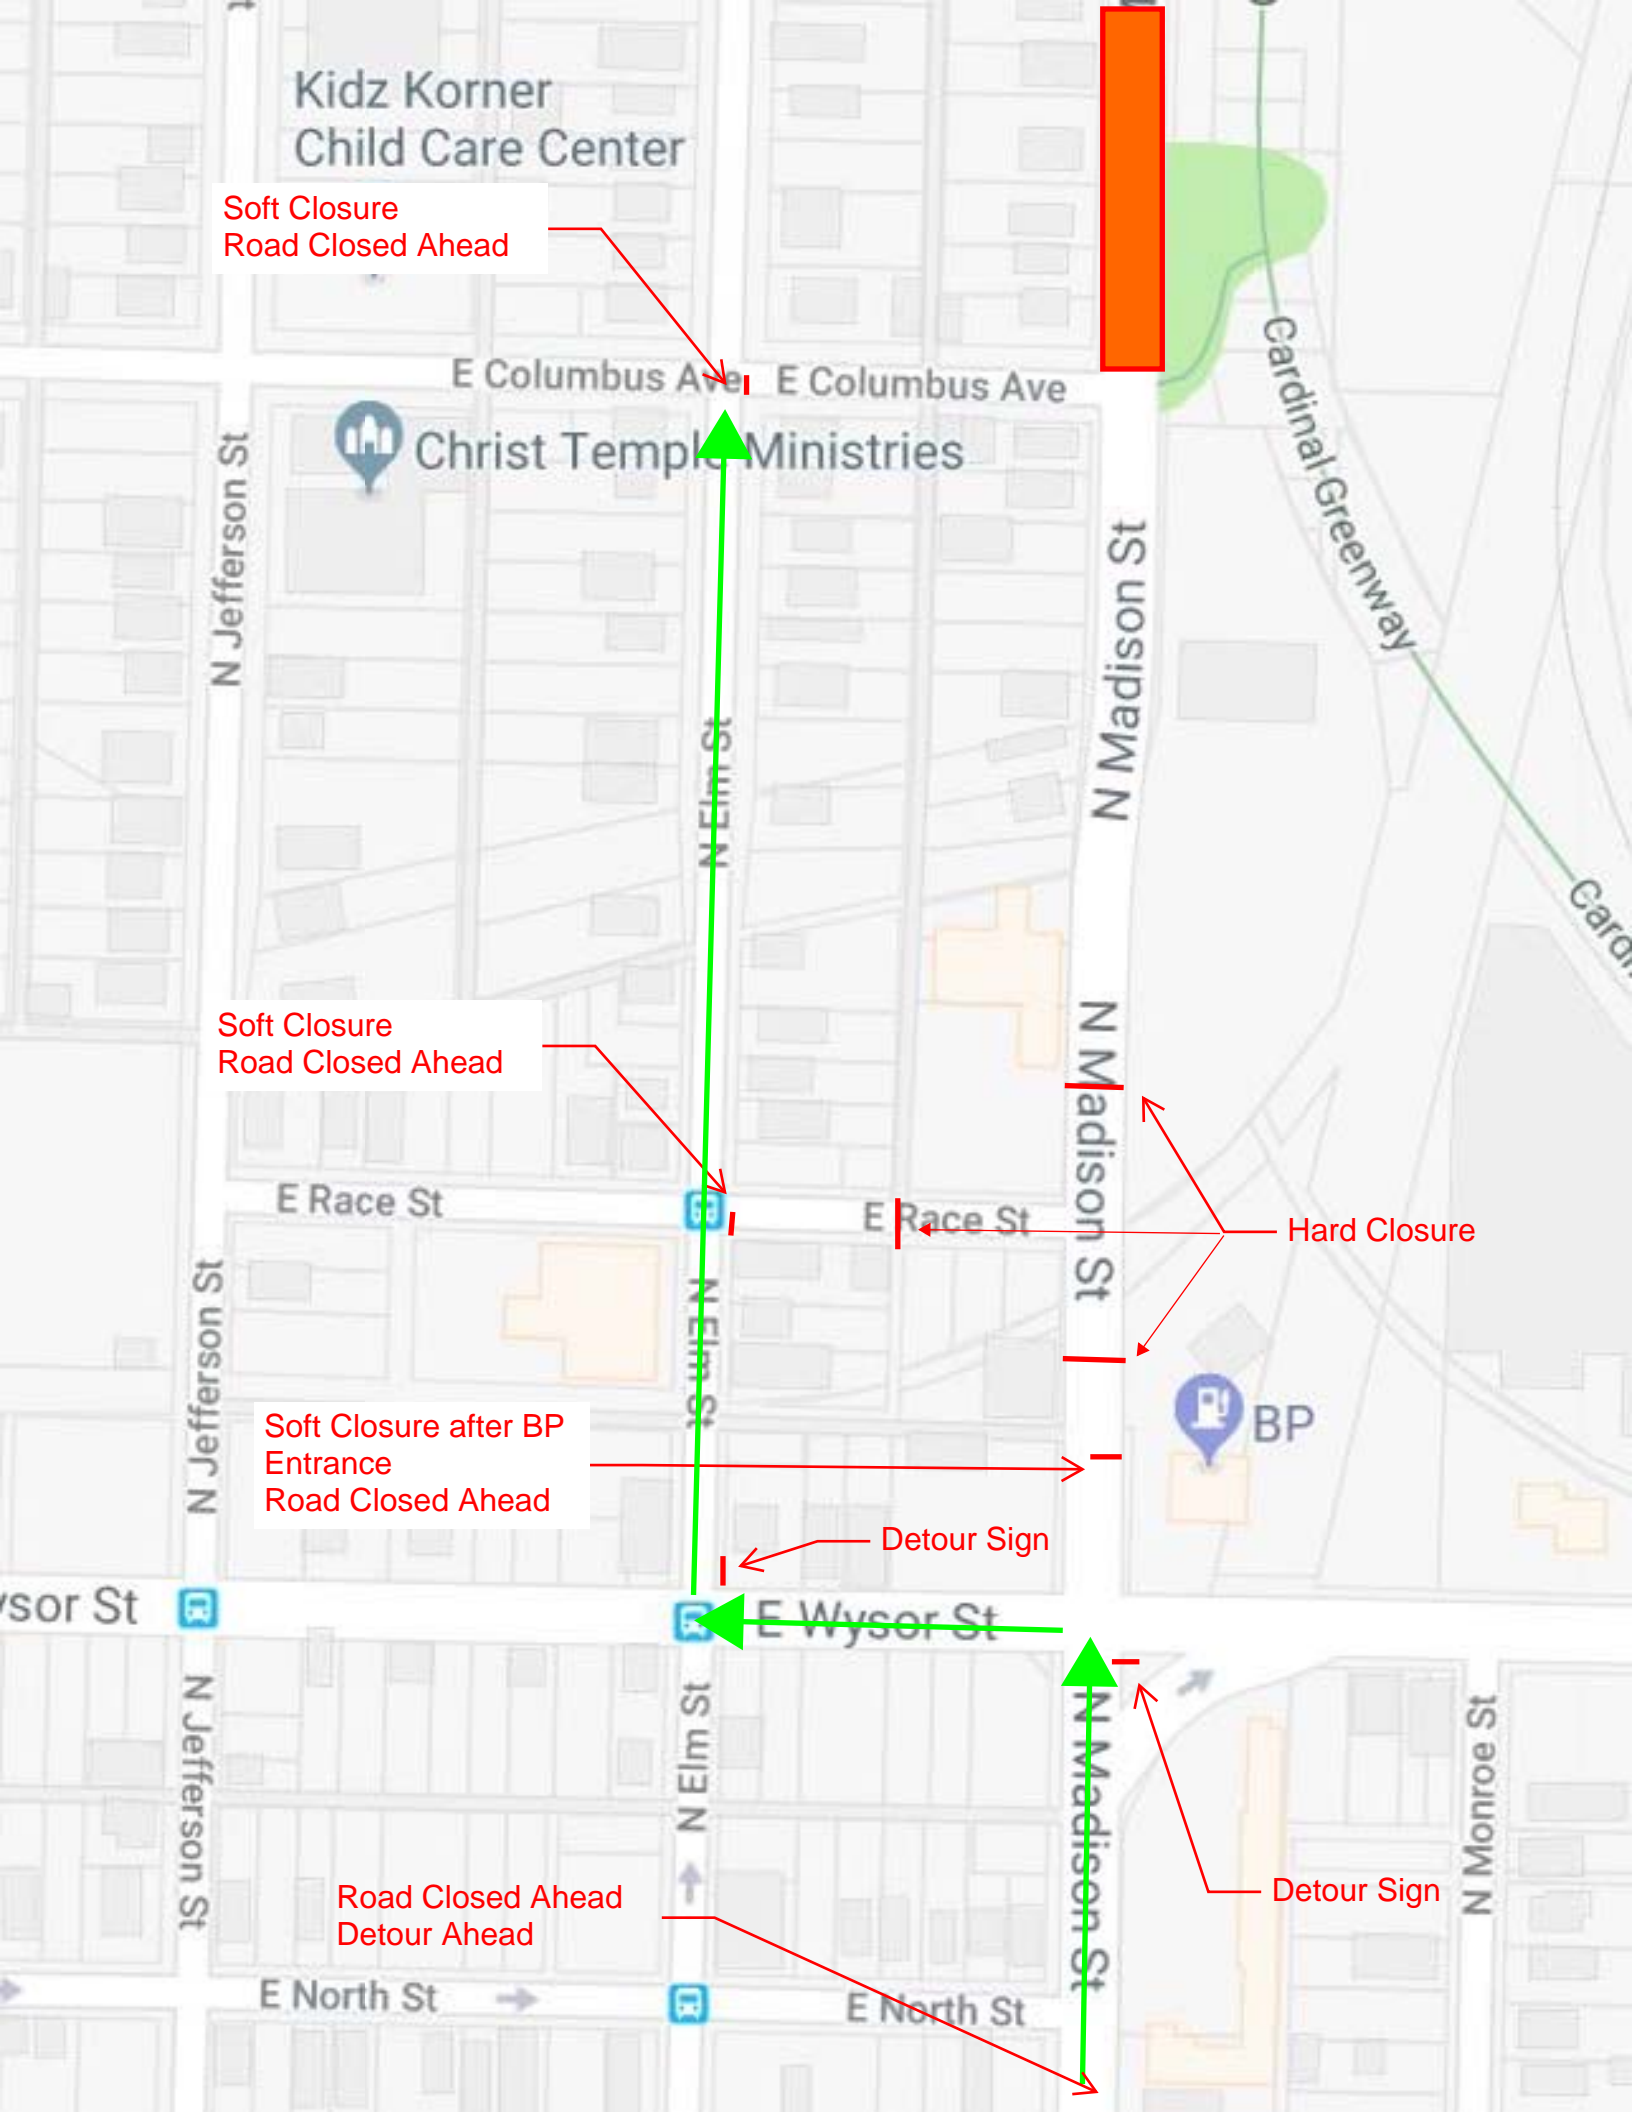 Kidz Korner
Child Care Center
Soft Closure
Road Closed Ahead
E Columbus Ave
E Columbus Ave
Christ Temple Ministries
Cardinal Greenway
N Jefferson St
N Madison St
N Elm St
N Madison St
Soft Closure
Road Closed Ahead
E Race St
E Race St
Hard Closure
N Jefferson St
N Elm St
BP
Soft Closure after BP
Entrance
Road Closed Ahead
Detour Sign
ysor St
E Wysor St
N Jefferson St
N Elm St
N Madison St
N Monroe St
Road Closed Ahead
Detour Ahead
Detour Sign
E North St
E North St